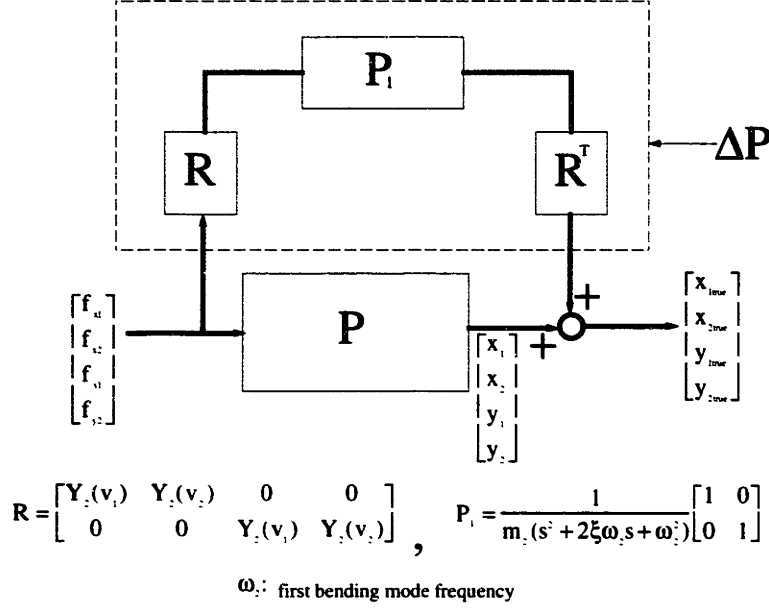 P₁
R
Rᵀ
ΔP
+
+
P
[f_x1 f_x2 f_y1 f_y2]
[x₁ x₂ y₁ y₂]
[x_1true x_2true y_1true y_2true]
R = [Y₂(v₁) Y₂(v₂) 0 0
0 0 Y₂(v₁) Y₂(v₂)] , P₁ = 1 / m₂(s² + 2ξω₂s + ω₂²) [1 0
0 1]
ω₂: first bending mode frequency